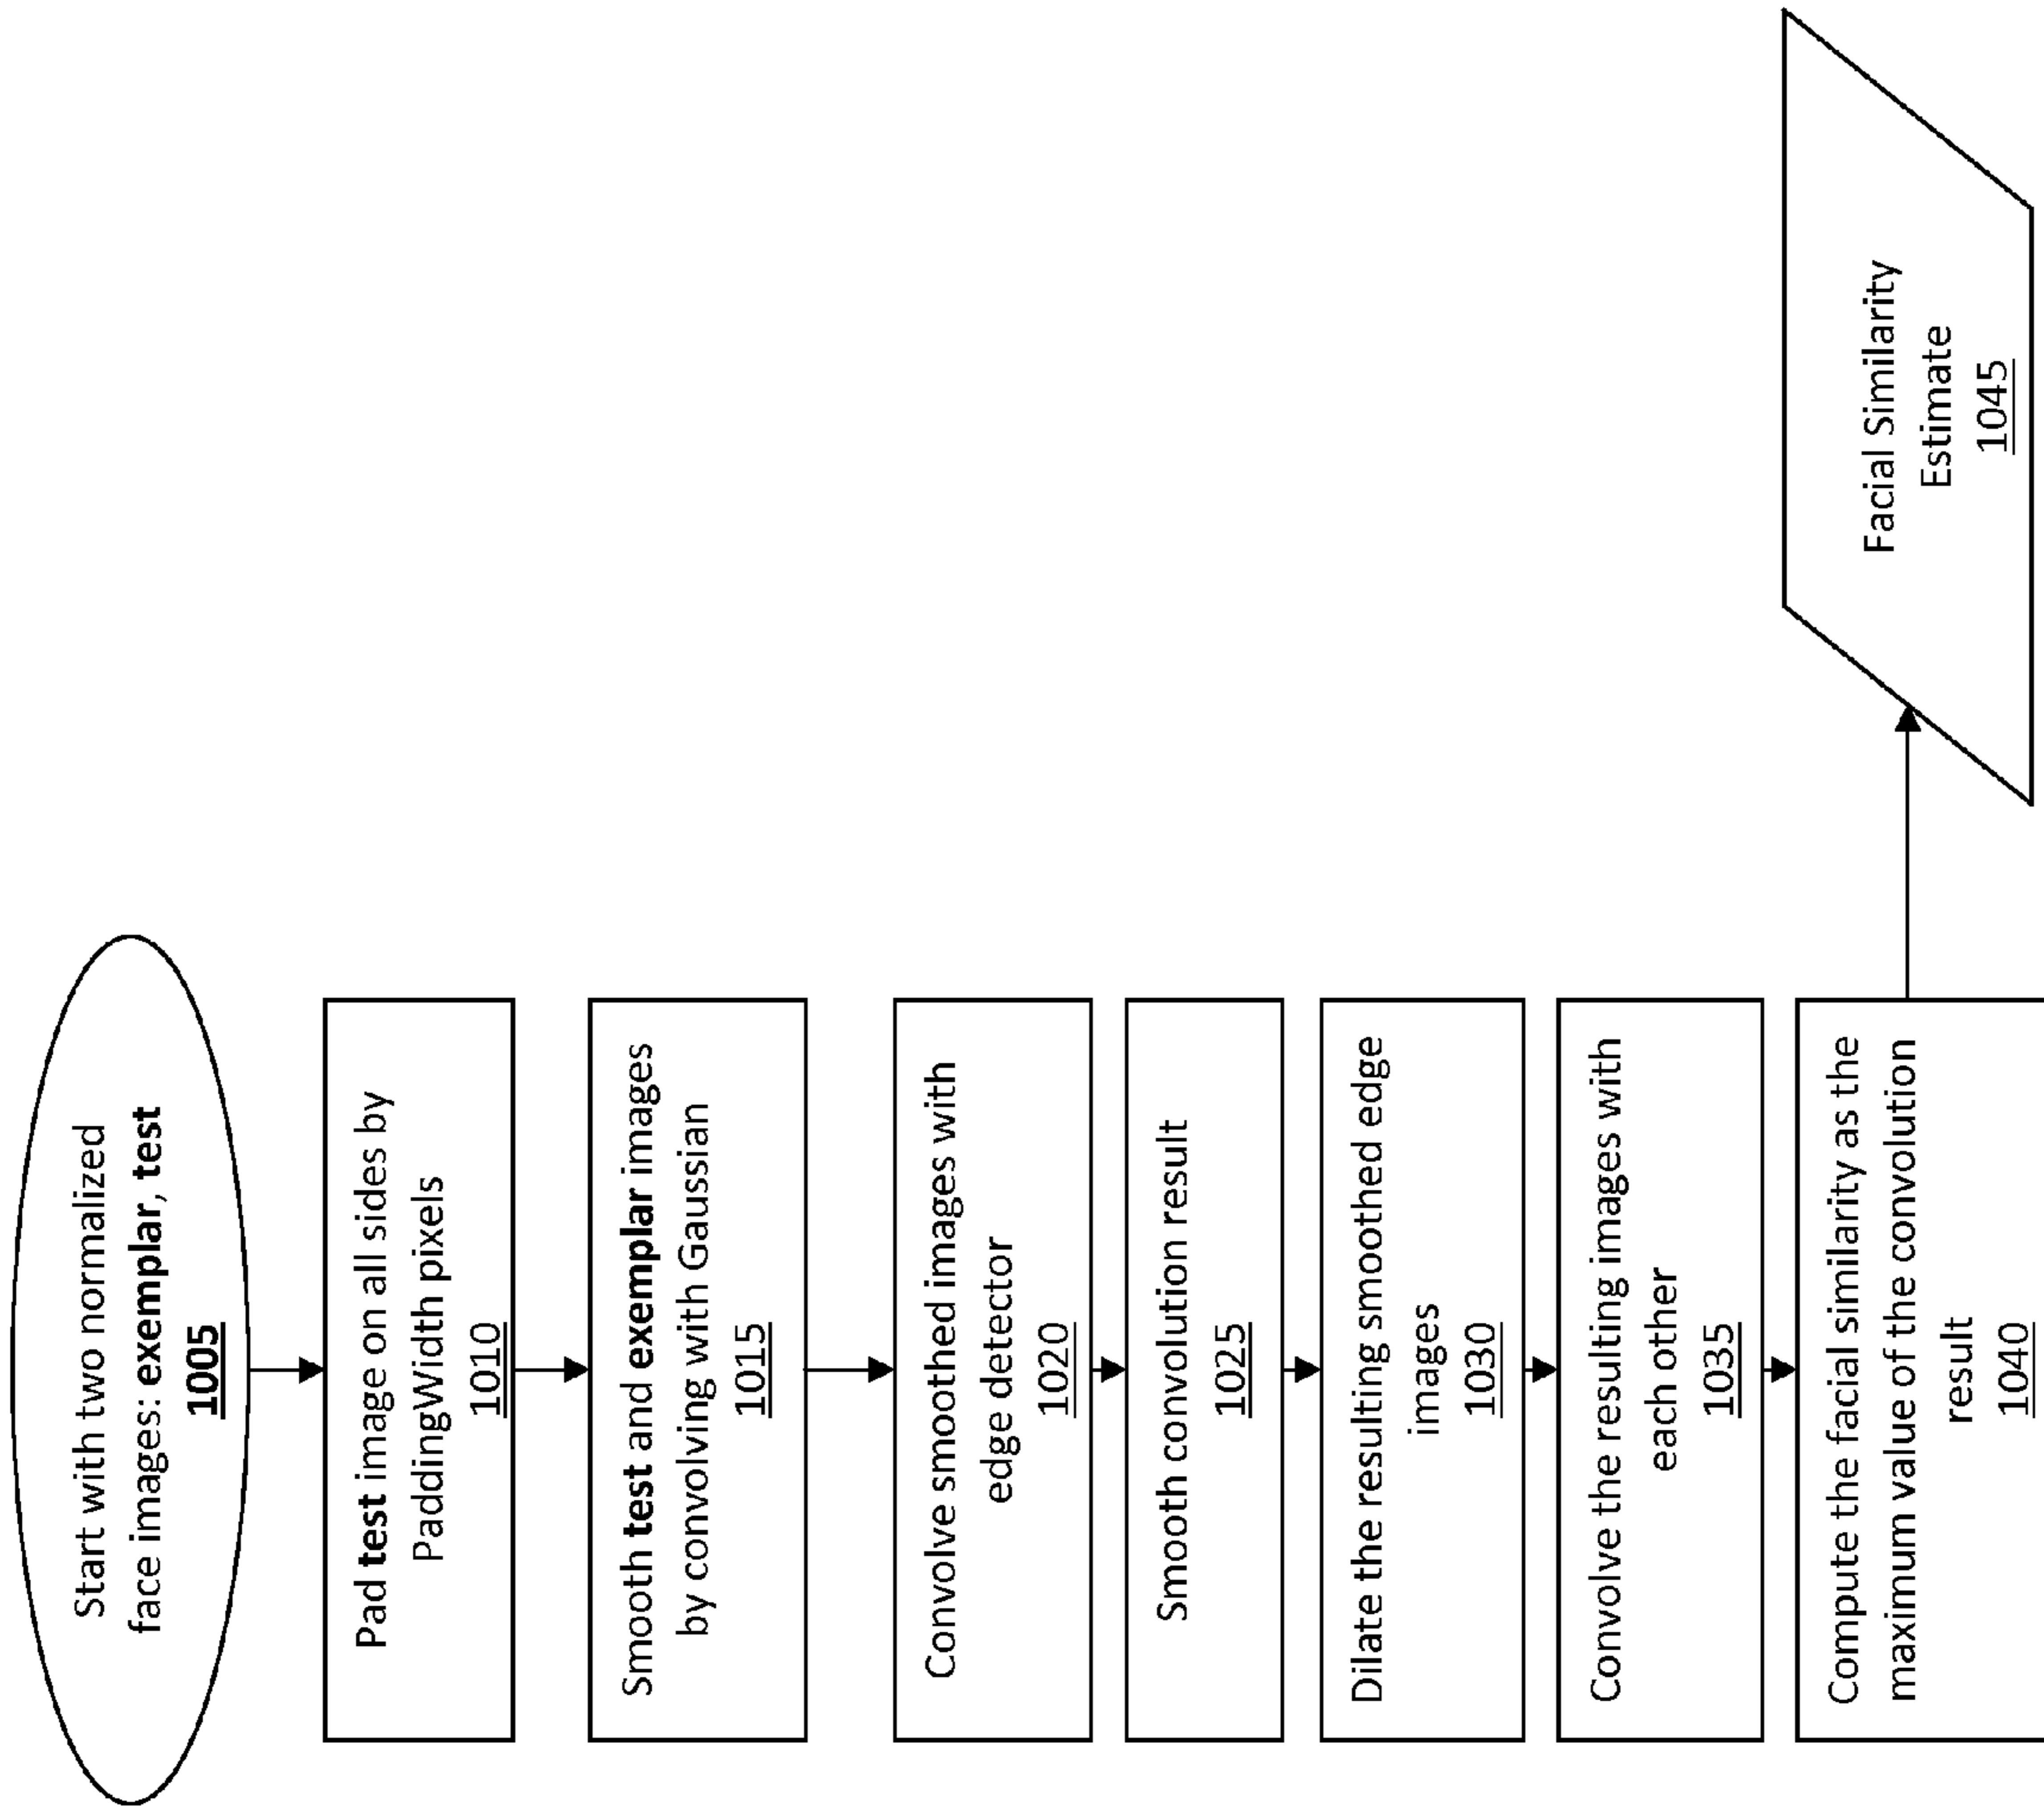 Start with two normalized
face images: exemplar, test
1005
Pad test image on all sides by
PaddingWidth pixels
1010
Smooth test and exemplar images
by convolving with Gaussian
1015
Convolve smoothed images with
edge detector
1020
Smooth convolution result
1025
Dilate the resulting smoothed edge
images
1030
Convolve the resulting images with
each other
1035
Compute the facial similarity as the
maximum value of the convolution
result
1040
Facial Similarity
Estimate
1045